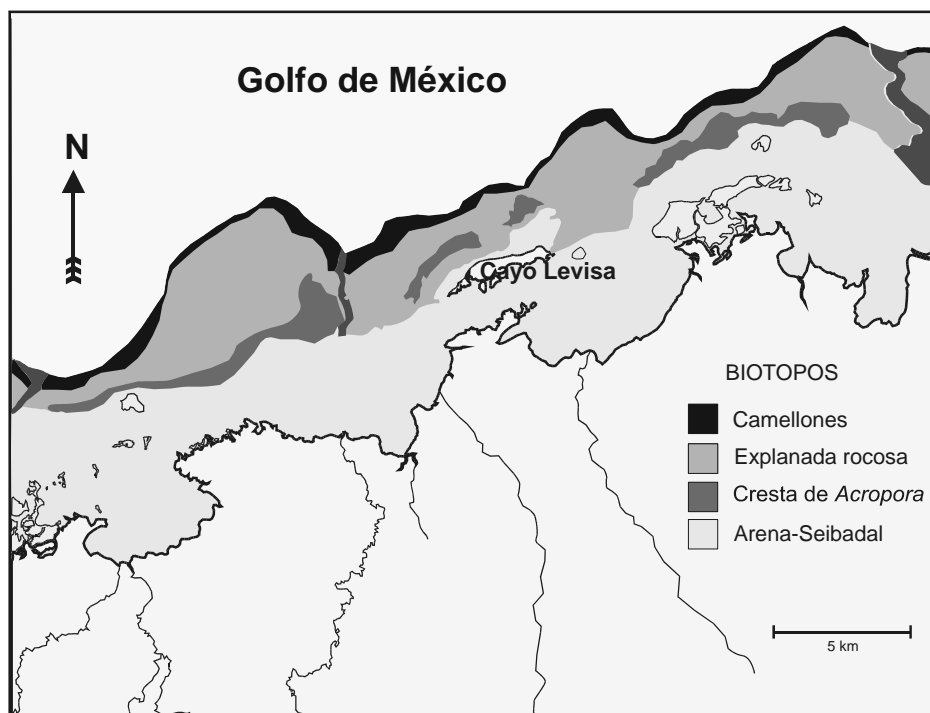 Golfo de México
N
Cayo Levisa
BIOTOPOS
Camellones
Explanada rocosa
Cresta de Acropora
Arena-Seibadal
5 km